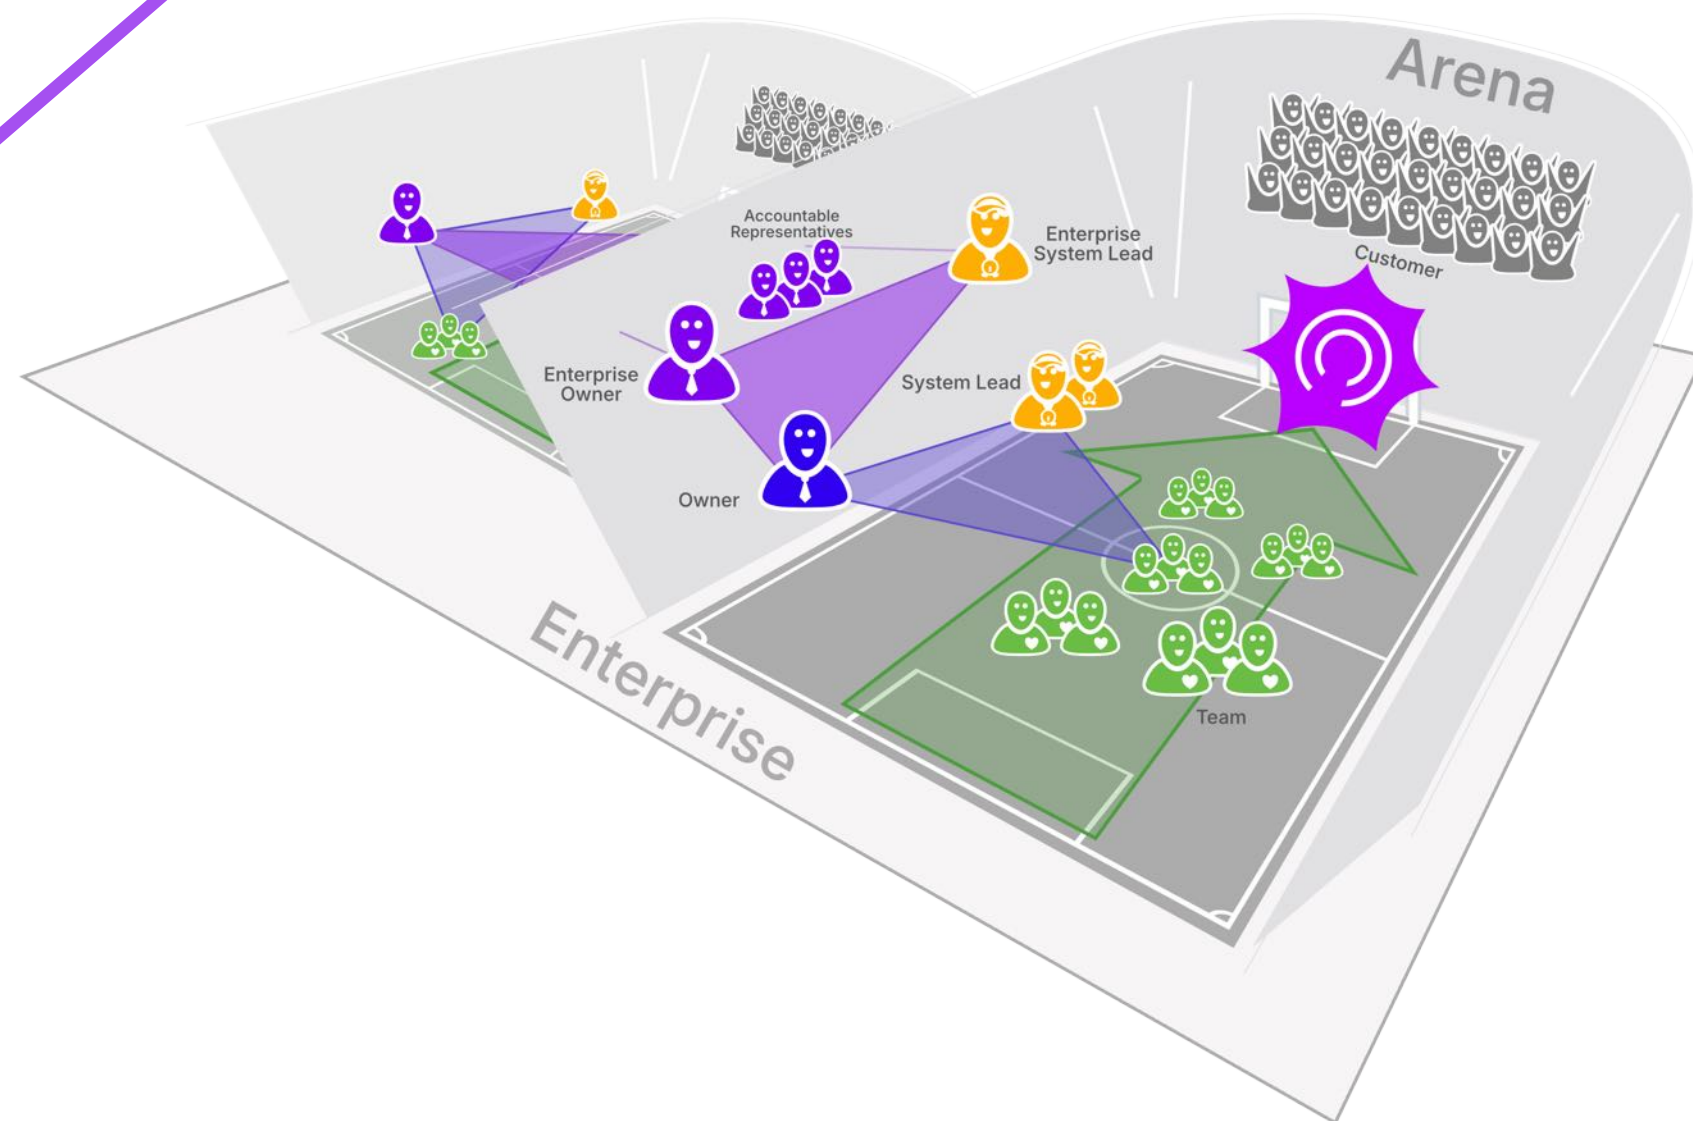 Arena
Accountable
Representatives
Enterprise
System Lead
Customer
Enterprise
Owner
System Lead
Owner
Enterprise
Team